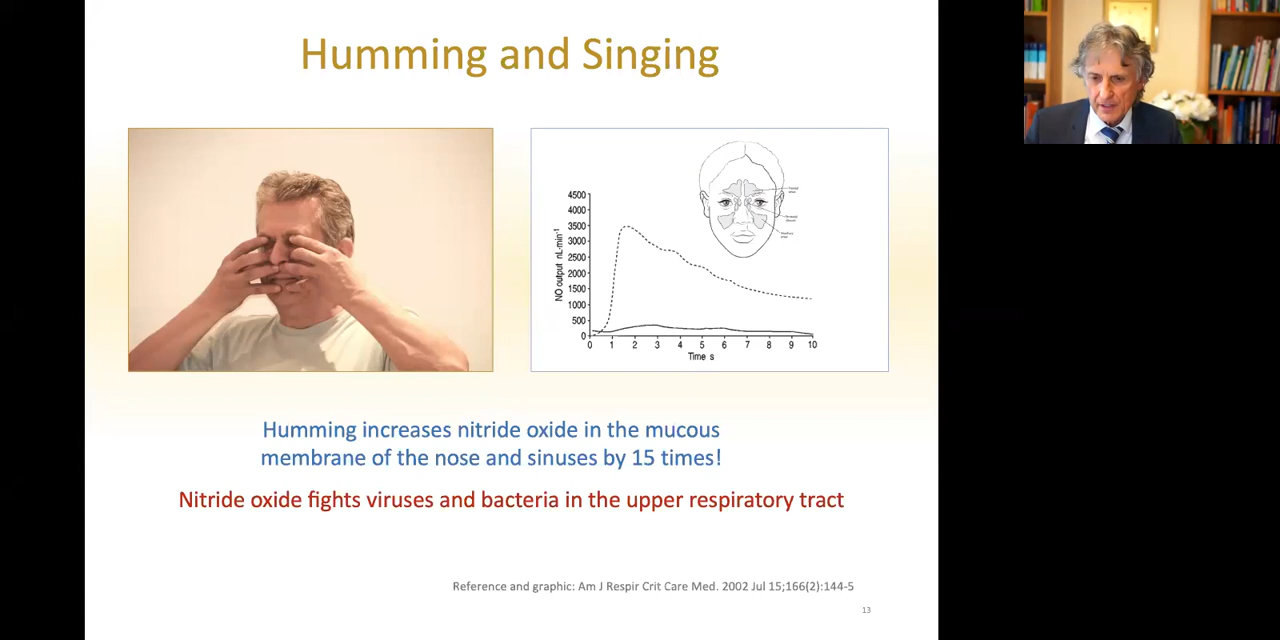 Humming and Singing
4500
4000
3500
3000
2500
2000
1500
1000
500
0
NO output nL·min⁻¹
0 1 2 3 4 5 6 7 8 9 10
Time s
Humming increases nitride oxide in the mucous
membrane of the nose and sinuses by 15 times!
Nitride oxide fights viruses and bacteria in the upper respiratory tract
Reference and graphic: Am J Respir Crit Care Med. 2002 Jul 15;166(2):144-5
13